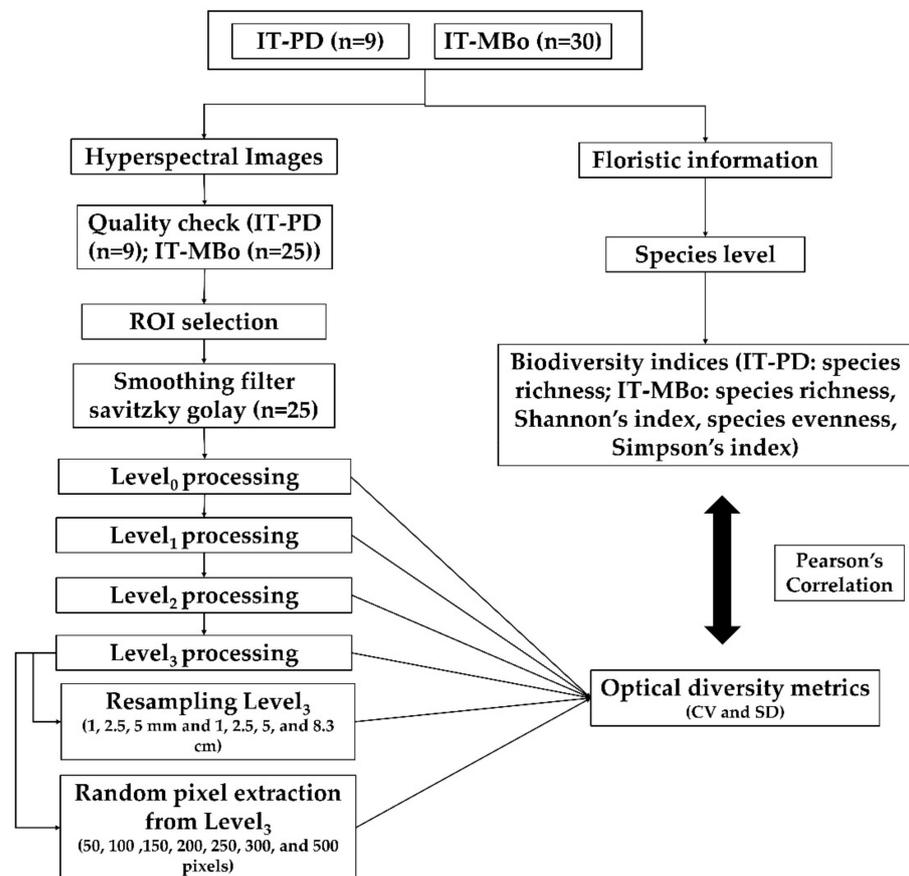 IT-PD (n=9)
IT-MBo (n=30)
Hyperspectral Images
Quality check (IT-PD
(n=9); IT-MBo (n=25))
ROI selection
Smoothing filter
savitzky golay (n=25)
Level₀ processing
Level₁ processing
Level₂ processing
Level₃ processing
Resampling Level₃
(1, 2.5, 5 mm and 1, 2.5, 5, and 8.3
cm)
Random pixel extraction
from Level₃
(50, 100 ,150, 200, 250, 300, and 500
pixels)
Floristic information
Species level
Biodiversity indices (IT-PD: species
richness; IT-MBo: species richness,
Shannon's index, species evenness,
Simpson's index)
Pearson's
Correlation
Optical diversity metrics
(CV and SD)